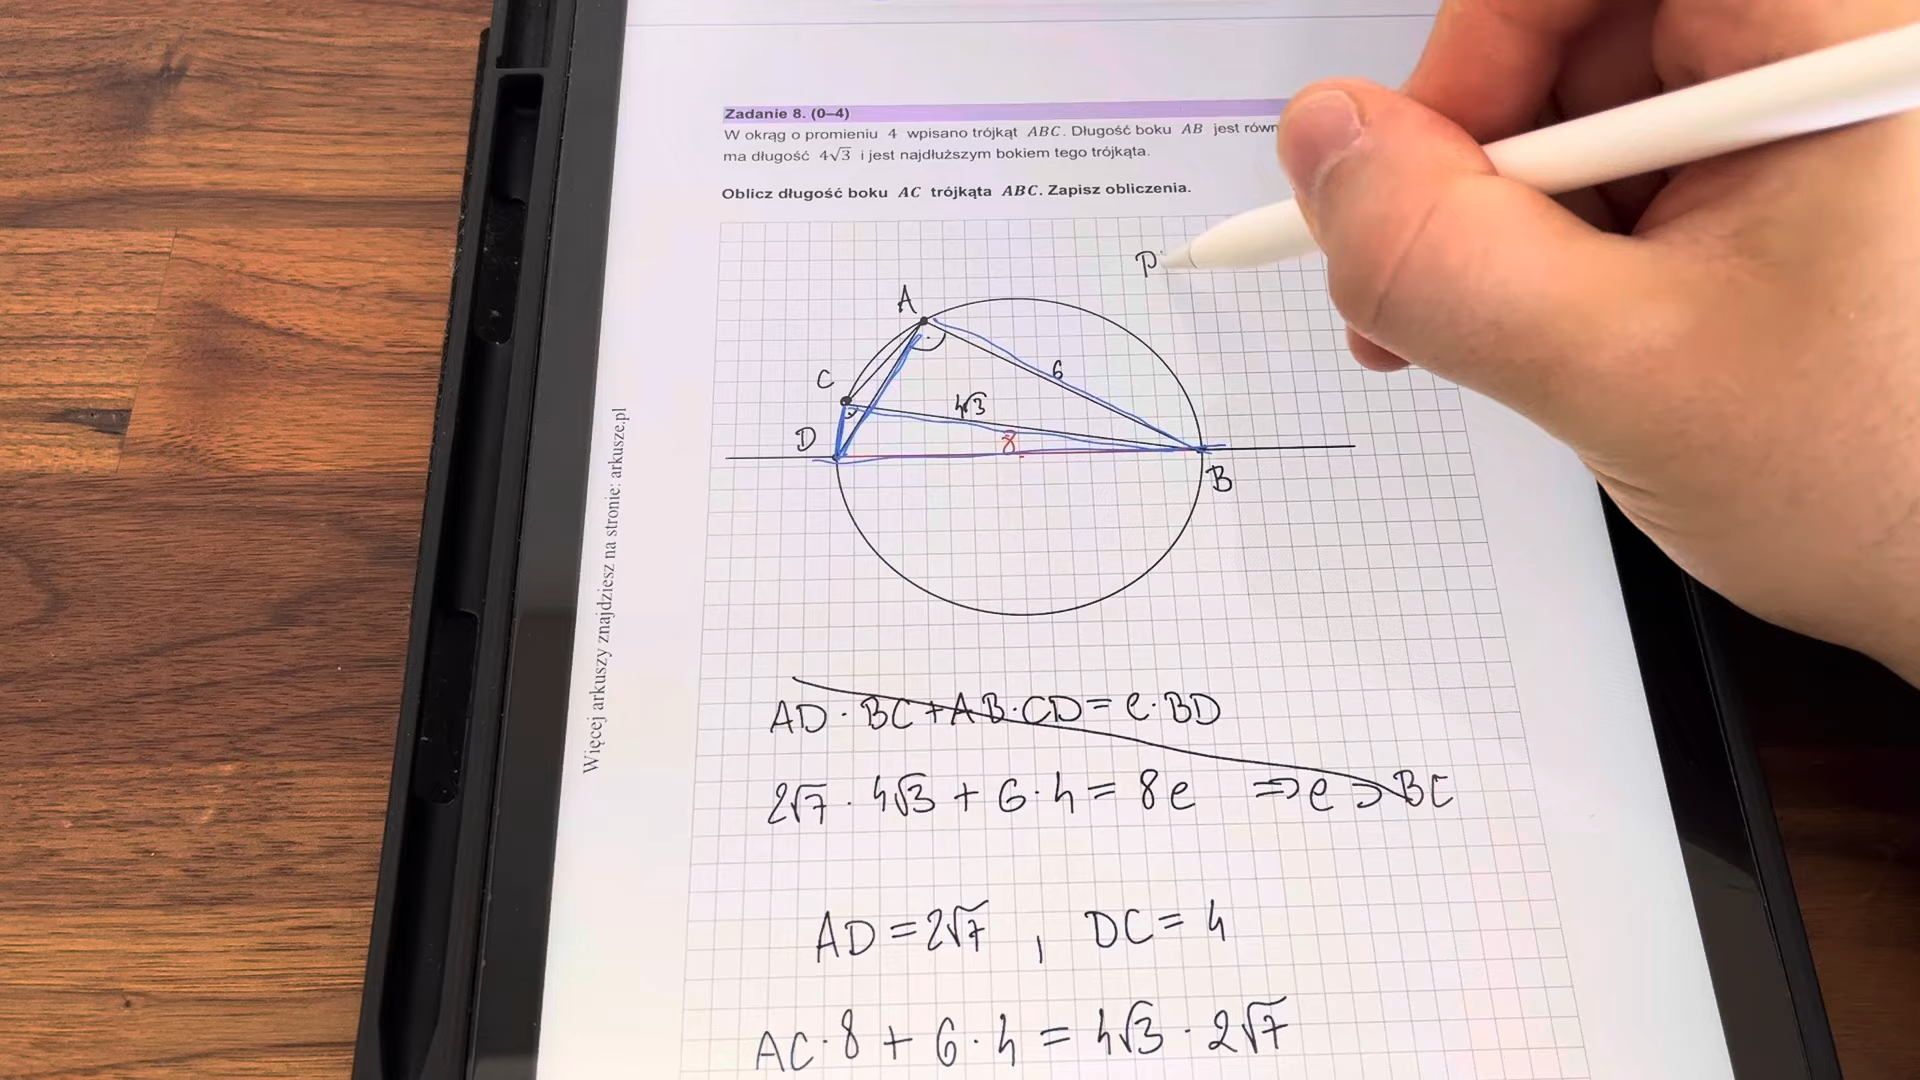 Zadanie 8. (0–4)
W okrąg o promieniu 4 wpisano trójkąt ABC. Długość boku AB jest równ
ma długość 4√3 i jest najdłuższym bokiem tego trójkąta.
Oblicz długość boku AC trójkąta ABC. Zapisz obliczenia.
P
A
6
C
4√3
D
8
B
Więcej arkuszy znajdziesz na stronie: arkusze.pl
AD · BC + AB · CD = e · BD
2√7 · 4√3 + 6 · 4 = 8e ⇒ e > BC
AD = 2√7 , DC = 4
AC · 8 + 6 · 4 = 4√3 · 2√7